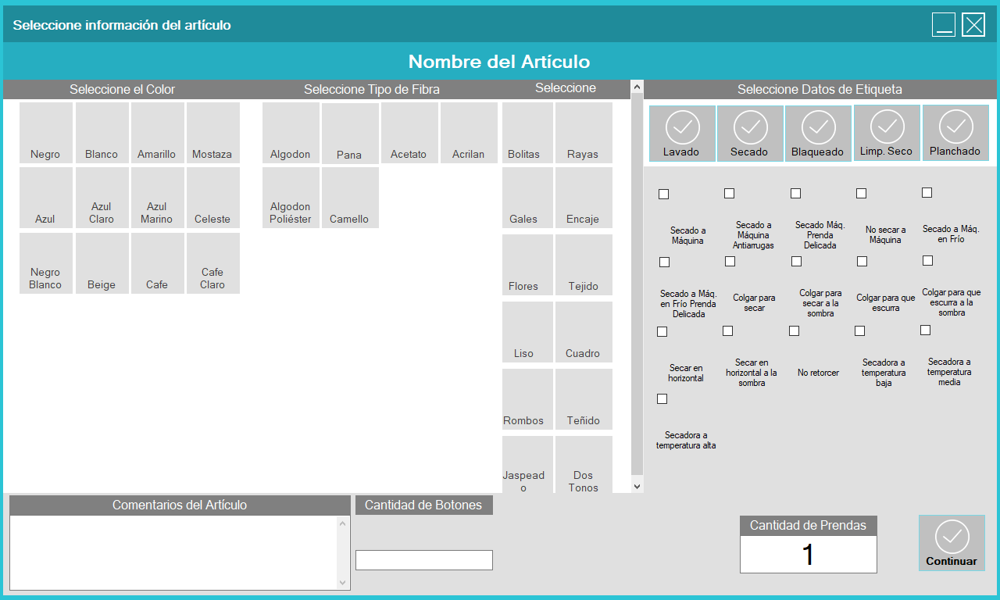 Seleccione información del artículo
Nombre del Artículo
Seleccione el Color
Seleccione Tipo de Fibra
Seleccione
Seleccione Datos de Etiqueta
Negro
Blanco
Amarillo
Mostaza
Azul
Azul
Claro
Azul
Marino
Celeste
Negro
Blanco
Beige
Cafe
Cafe
Claro
Algodon
Pana
Acetato
Acrilan
Algodon
Poliéster
Camello
Bolitas
Rayas
Gales
Encaje
Flores
Tejido
Liso
Cuadro
Rombos
Teñido
Jaspead
o
Dos
Tonos
Lavado
Secado
Blaqueado
Limp. Seco
Planchado
Secado a
Máquina
Secado a
Máquina
Antiarrugas
Secado Máq.
Prenda
Delicada
No secar a
Máquina
Secado a Máq.
en Frío
Secado a Máq.
en Frío Prenda
Delicada
Colgar para
secar
Colgar para
secar a la
sombra
Colgar para que
escurra
Colgar para que
escurra a la
sombra
Secar en
horizontal
Secar en
horizontal a la
sombra
No retorcer
Secadora a
temperatura
baja
Secadora a
temperatura
media
Secadora a
temperatura alta
Comentarios del Artículo
Cantidad de Botones
Cantidad de Prendas
1
Continuar